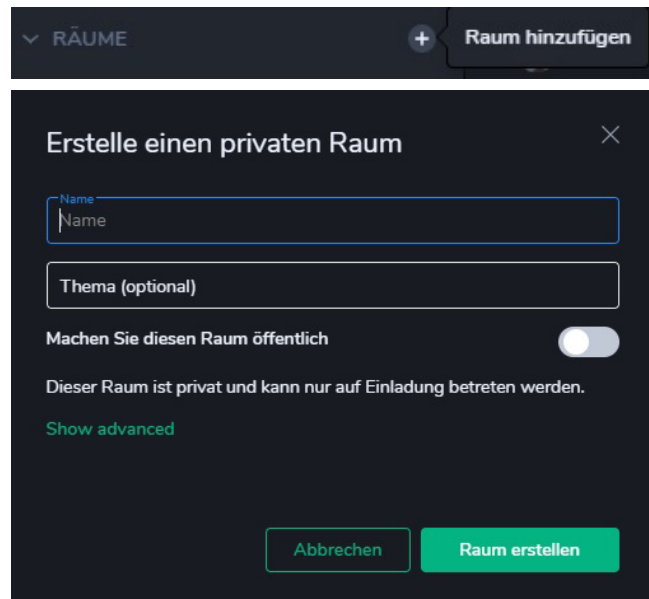 RÄUME
Raum hinzufügen
Erstelle einen privaten Raum
Name
Name
Thema (optional)
Machen Sie diesen Raum öffentlich
Dieser Raum ist privat und kann nur auf Einladung betreten werden.
Show advanced
Abbrechen
Raum erstellen